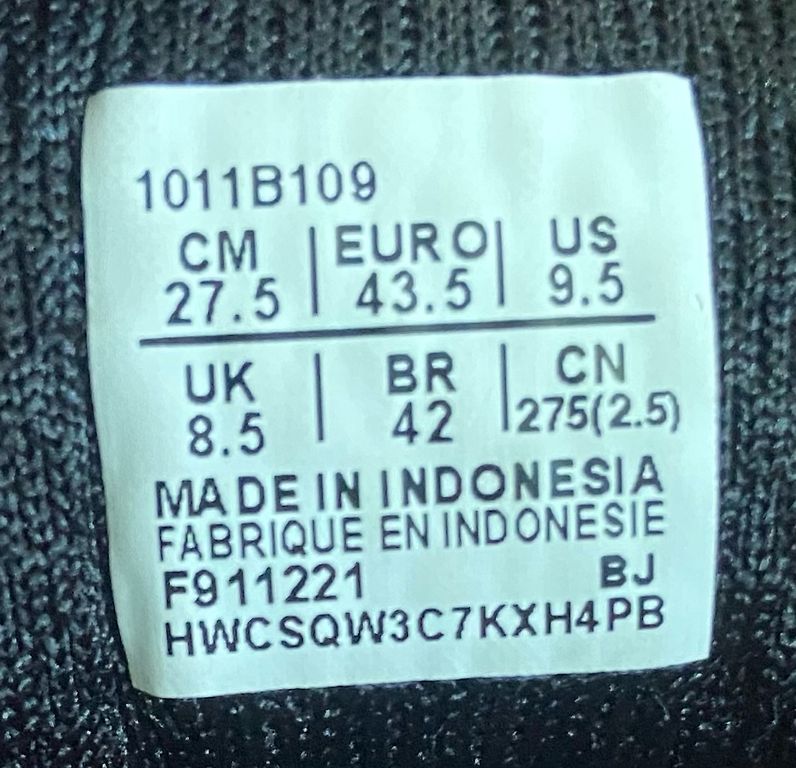 1011B109
CM | EURO | US
27.5 | 43.5 | 9.5
UK | BR | CN
8.5 | 42 | 275(2.5)
MADE IN INDONESIA
FABRIQUE EN INDONESIE
F911221 BJ
HWCSQW3C7KXH4PB